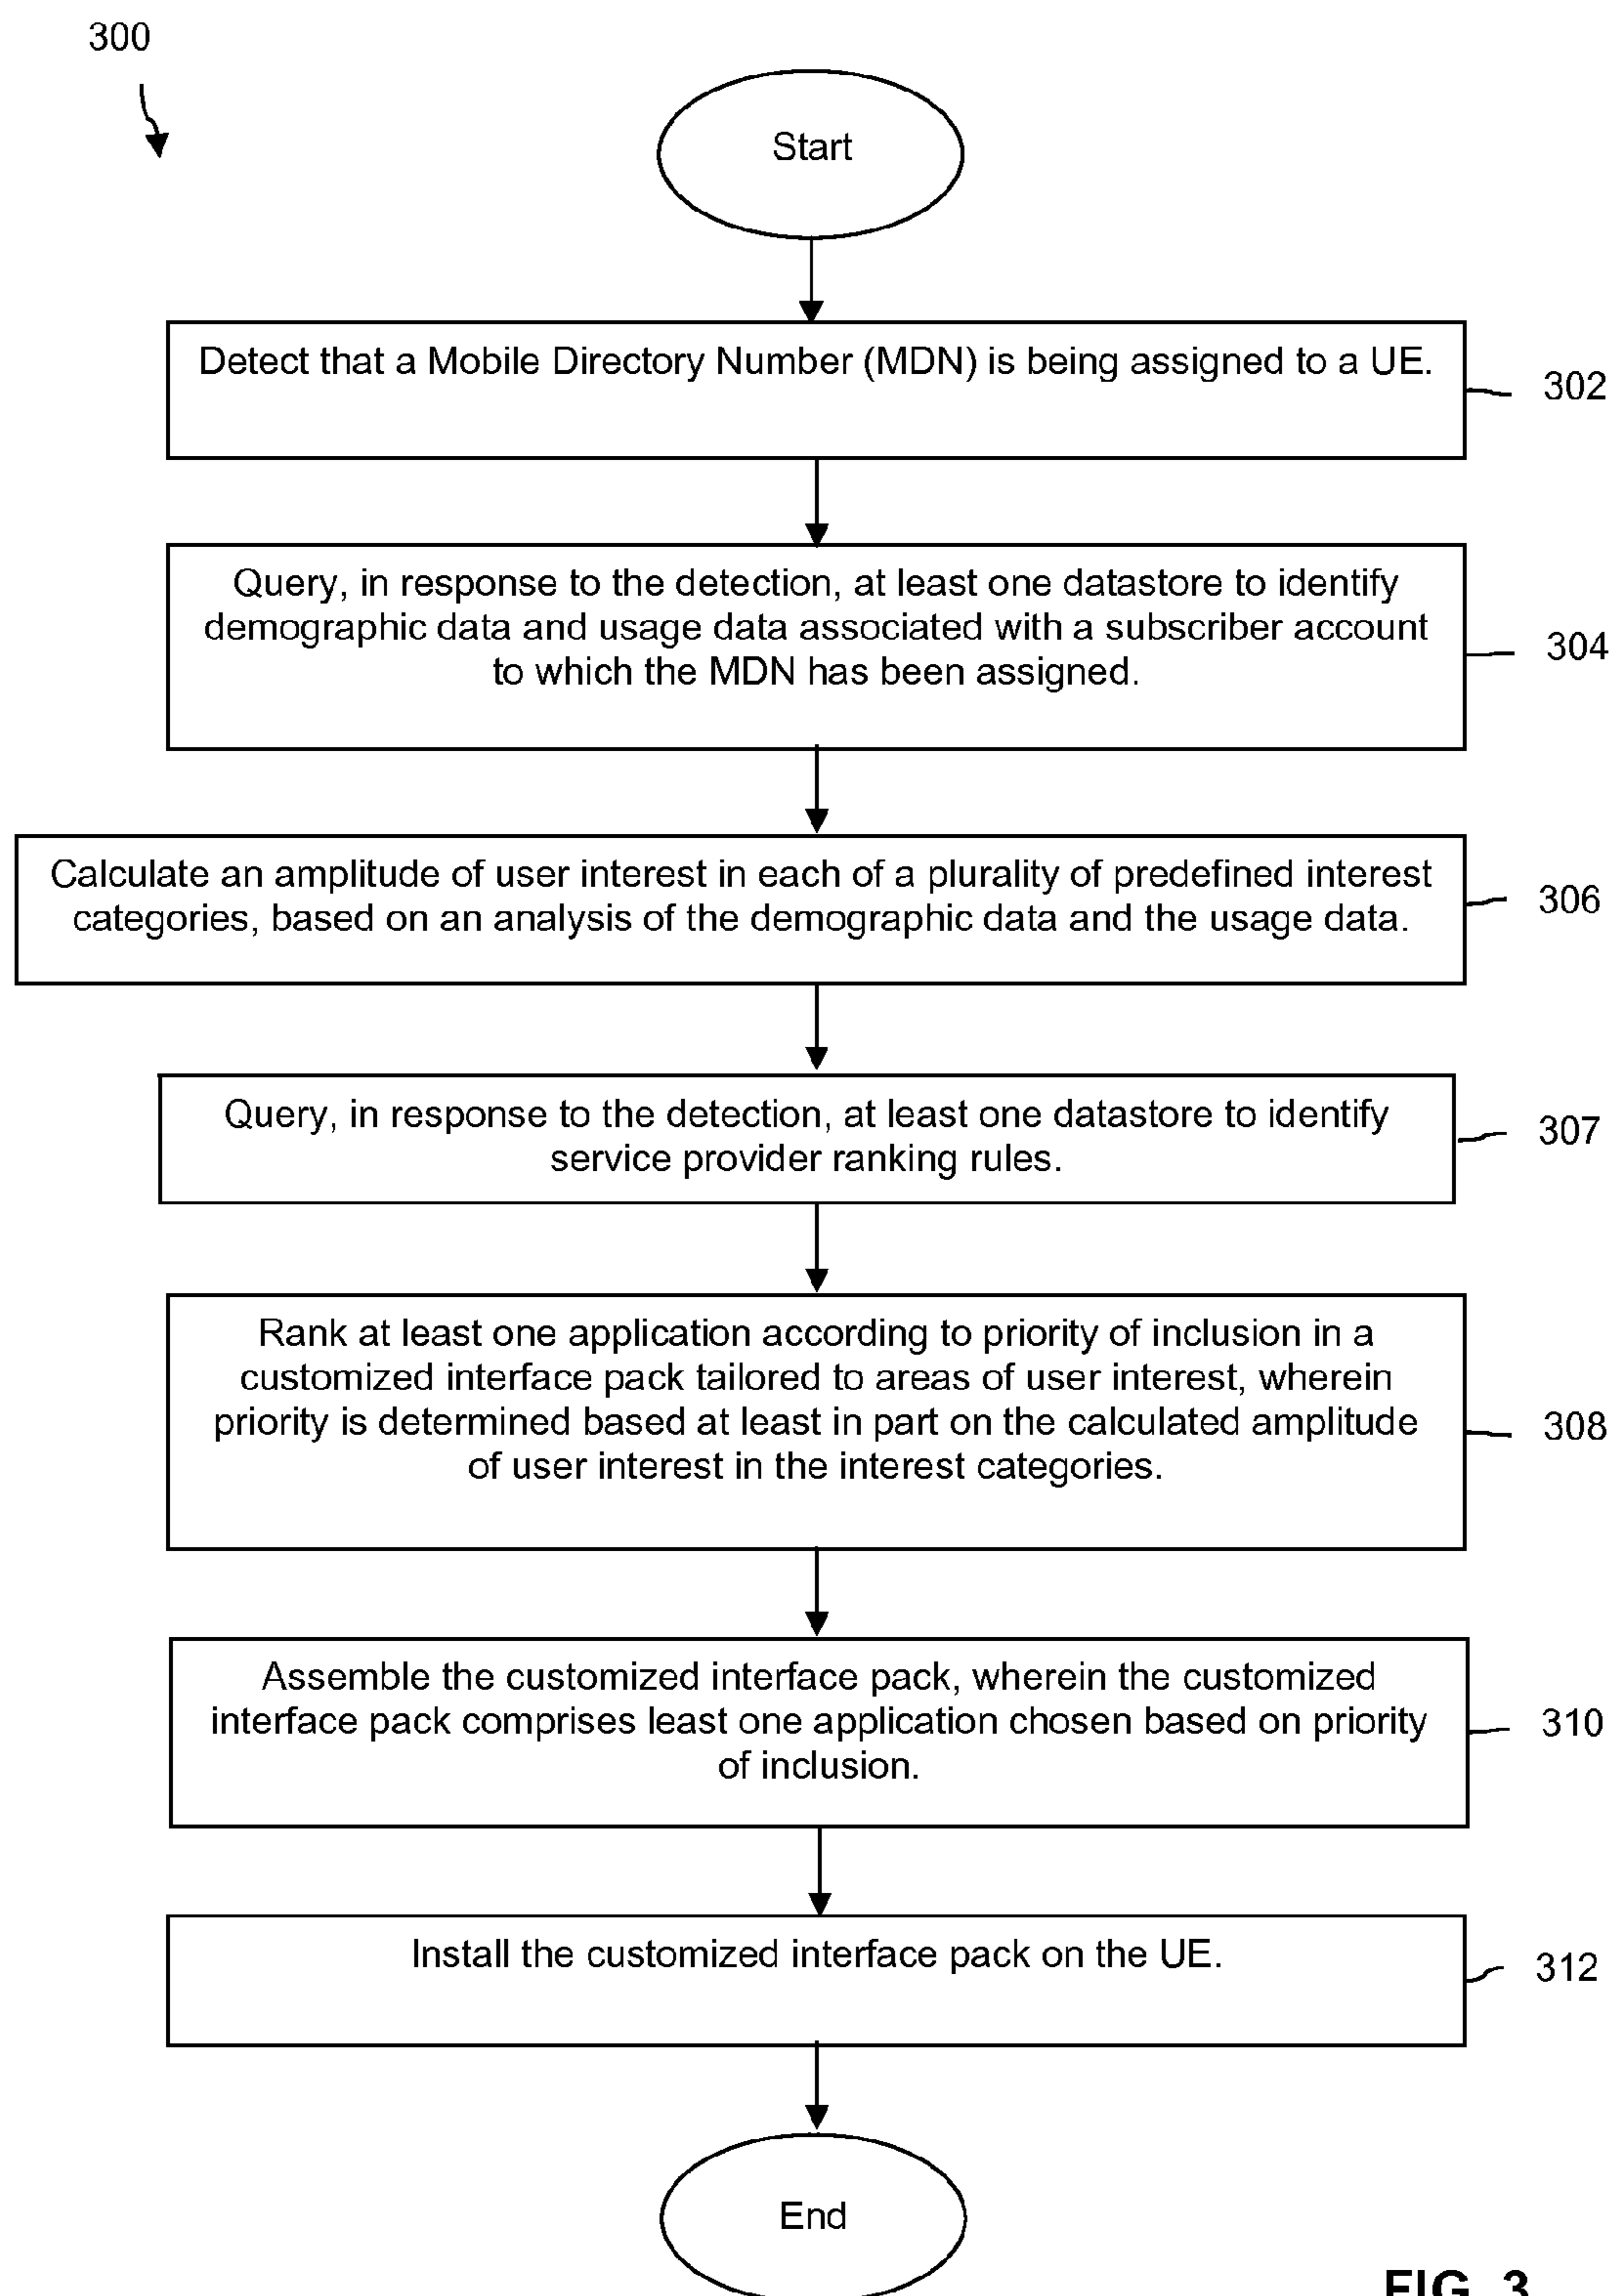 300
Start
Detect that a Mobile Directory Number (MDN) is being assigned to a UE.
302
Query, in response to the detection, at least one datastore to identify
demographic data and usage data associated with a subscriber account
to which the MDN has been assigned.
304
Calculate an amplitude of user interest in each of a plurality of predefined interest
categories, based on an analysis of the demographic data and the usage data.
306
Query, in response to the detection, at least one datastore to identify
service provider ranking rules.
307
Rank at least one application according to priority of inclusion in a
customized interface pack tailored to areas of user interest, wherein
priority is determined based at least in part on the calculated amplitude
of user interest in the interest categories.
308
Assemble the customized interface pack, wherein the customized
interface pack comprises least one application chosen based on priority
of inclusion.
310
Install the customized interface pack on the UE.
312
End
FIG. 3